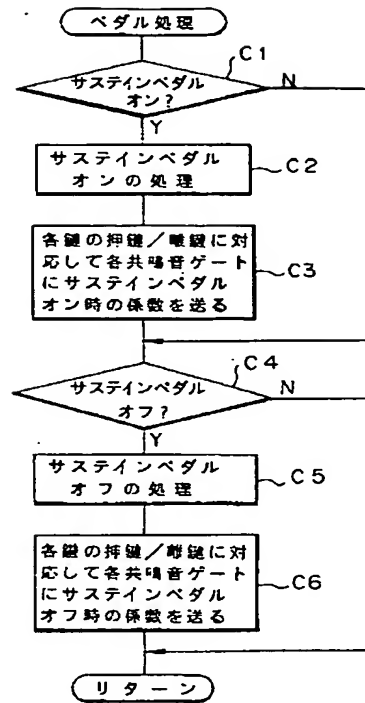 ペダル処理
C1
サステインペダル
オン?
N
Y
サステインペダル
オンの処理
C2
各鍵の押鍵/離鍵に対
応して各共鳴音ゲート
にサステインペダル
オン時の係数を送る
C3
C4
サステインペダル
オフ?
N
Y
サステインペダル
オフの処理
C5
各鍵の押鍵/離鍵に対
応して各共鳴音ゲート
にサステインペダル
オフ時の係数を送る
C6
リターン